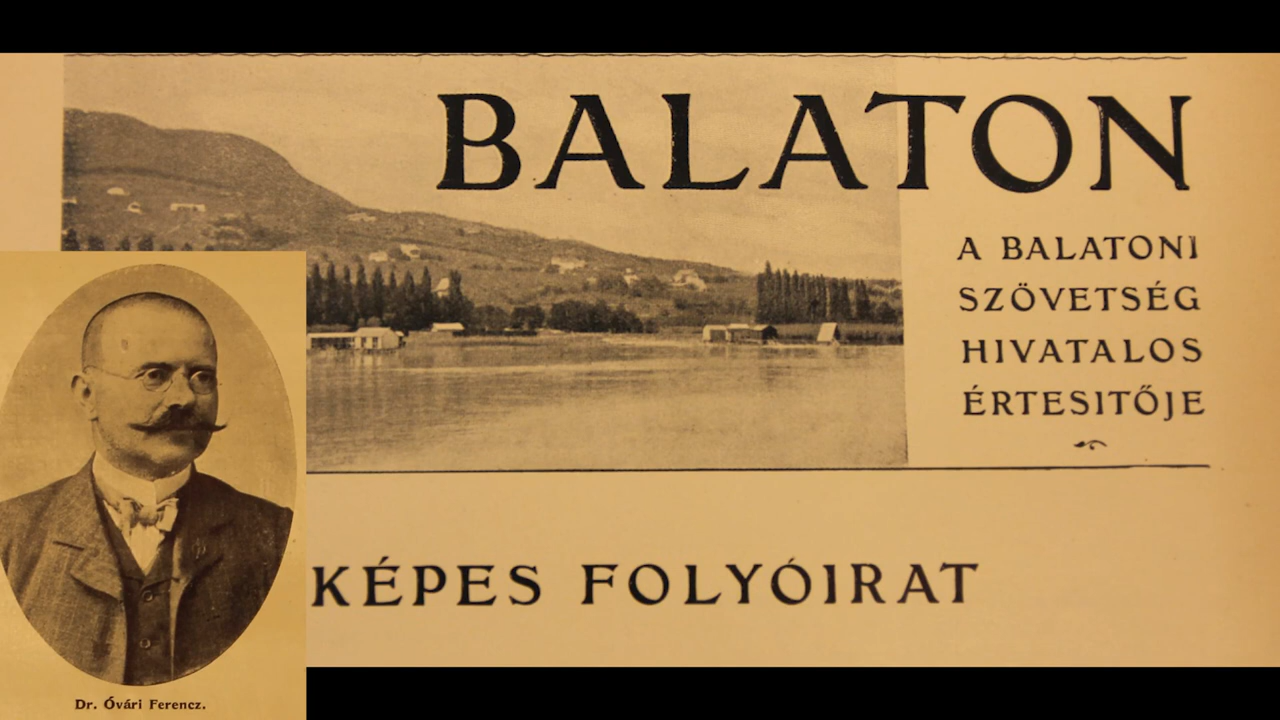 BALATON
A BALATONI
SZÖVETSÉG
HIVATALOS
ÉRTESITŐJE
KÉPES FOLYÓIRAT
Dr. Óvári Ferencz.